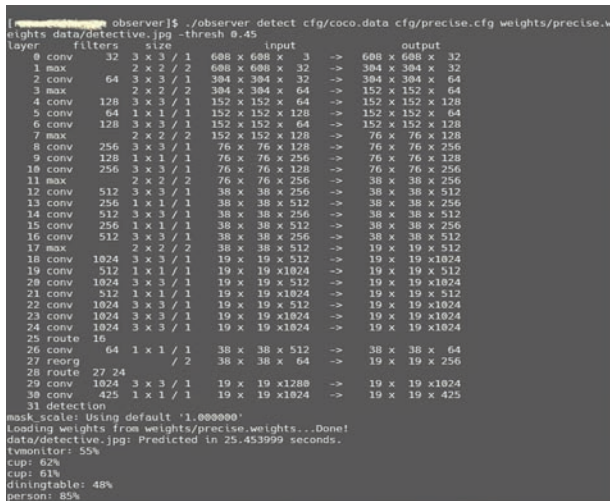 observer]$ ./observer detect cfg/coco.data cfg/precise.cfg weights/precise.w
eights data/detective.jpg -thresh 0.45
layer     filters    size              input                output
    0 conv     32  3 x 3 / 1   608 x 608 x   3   ->   608 x 608 x  32
    1 max          2 x 2 / 2   608 x 608 x  32   ->   304 x 304 x  32
    2 conv     64  3 x 3 / 1   304 x 304 x  32   ->   304 x 304 x  64
    3 max          2 x 2 / 2   304 x 304 x  64   ->   152 x 152 x  64
    4 conv    128  3 x 3 / 1   152 x 152 x  64   ->   152 x 152 x 128
    5 conv     64  1 x 1 / 1   152 x 152 x 128   ->   152 x 152 x  64
    6 conv    128  3 x 3 / 1   152 x 152 x  64   ->   152 x 152 x 128
    7 max          2 x 2 / 2   152 x 152 x 128   ->    76 x  76 x 128
    8 conv    256  3 x 3 / 1    76 x  76 x 128   ->    76 x  76 x 256
    9 conv    128  1 x 1 / 1    76 x  76 x 256   ->    76 x  76 x 128
   10 conv    256  3 x 3 / 1    76 x  76 x 128   ->    76 x  76 x 256
   11 max          2 x 2 / 2    76 x  76 x 256   ->    38 x  38 x 256
   12 conv    512  3 x 3 / 1    38 x  38 x 256   ->    38 x  38 x 512
   13 conv    256  1 x 1 / 1    38 x  38 x 512   ->    38 x  38 x 256
   14 conv    512  3 x 3 / 1    38 x  38 x 256   ->    38 x  38 x 512
   15 conv    256  1 x 1 / 1    38 x  38 x 512   ->    38 x  38 x 256
   16 conv    512  3 x 3 / 1    38 x  38 x 256   ->    38 x  38 x 512
   17 max          2 x 2 / 2    38 x  38 x 512   ->    19 x  19 x 512
   18 conv   1024  3 x 3 / 1    19 x  19 x 512   ->    19 x  19 x1024
   19 conv    512  1 x 1 / 1    19 x  19 x1024   ->    19 x  19 x 512
   20 conv   1024  3 x 3 / 1    19 x  19 x 512   ->    19 x  19 x1024
   21 conv    512  1 x 1 / 1    19 x  19 x1024   ->    19 x  19 x 512
   22 conv   1024  3 x 3 / 1    19 x  19 x 512   ->    19 x  19 x1024
   23 conv   1024  3 x 3 / 1    19 x  19 x1024   ->    19 x  19 x1024
   24 conv   1024  3 x 3 / 1    19 x  19 x1024   ->    19 x  19 x1024
   25 route  16
   26 conv     64  1 x 1 / 1    38 x  38 x 512   ->    38 x  38 x  64
   27 reorg              / 2    38 x  38 x  64   ->    19 x  19 x 256
   28 route  27 24
   29 conv   1024  3 x 3 / 1    19 x  19 x1280   ->    19 x  19 x1024
   30 conv    425  1 x 1 / 1    19 x  19 x1024   ->    19 x  19 x 425
   31 detection
mask_scale: Using default '1.000000'
Loading weights from weights/precise.weights...Done!
data/detective.jpg: Predicted in 25.453999 seconds.
tvmonitor: 55%
cup: 62%
cup: 61%
diningtable: 48%
person: 85%